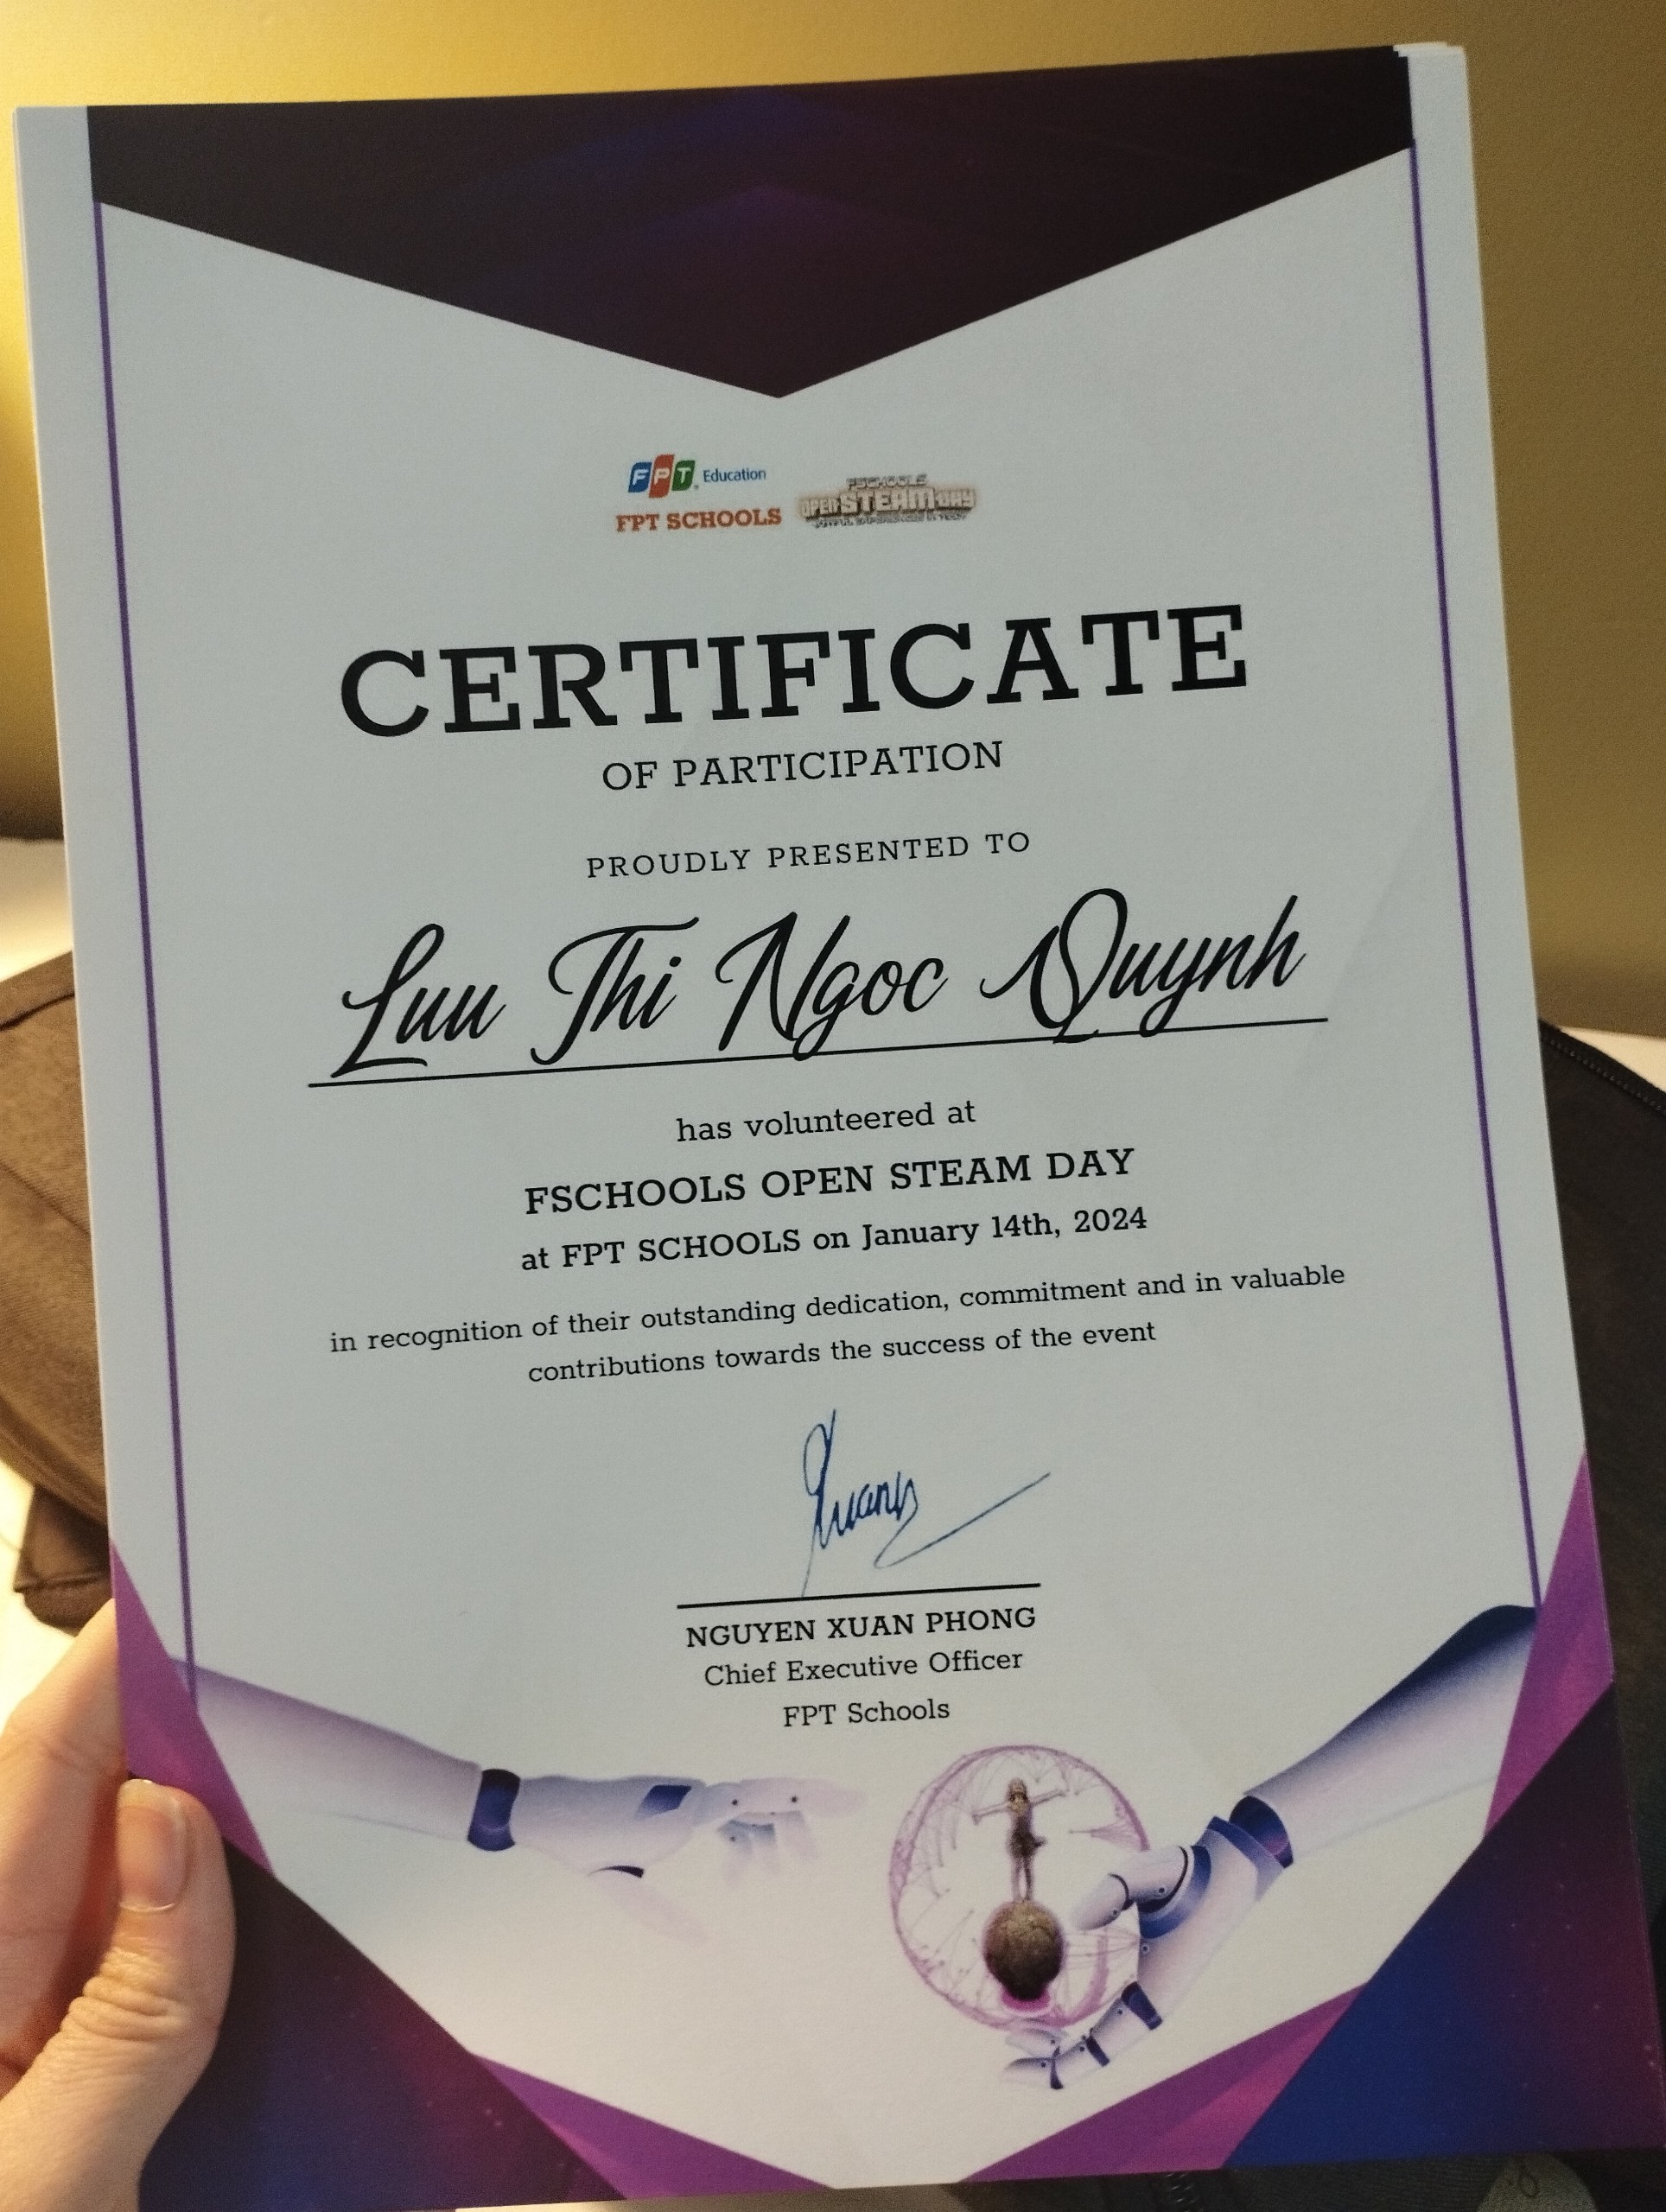 FPT Education
FPT SCHOOLS
FSCHOOLS
OPEN STEAM DAY
CERTIFICATE
OF PARTICIPATION
PROUDLY PRESENTED TO
Luu Thi Ngoc Quynh
has volunteered at
FSCHOOLS OPEN STEAM DAY
at FPT SCHOOLS on January 14th, 2024
in recognition of their outstanding dedication, commitment and in valuable
contributions towards the success of the event
NGUYEN XUAN PHONG
Chief Executive Officer
FPT Schools